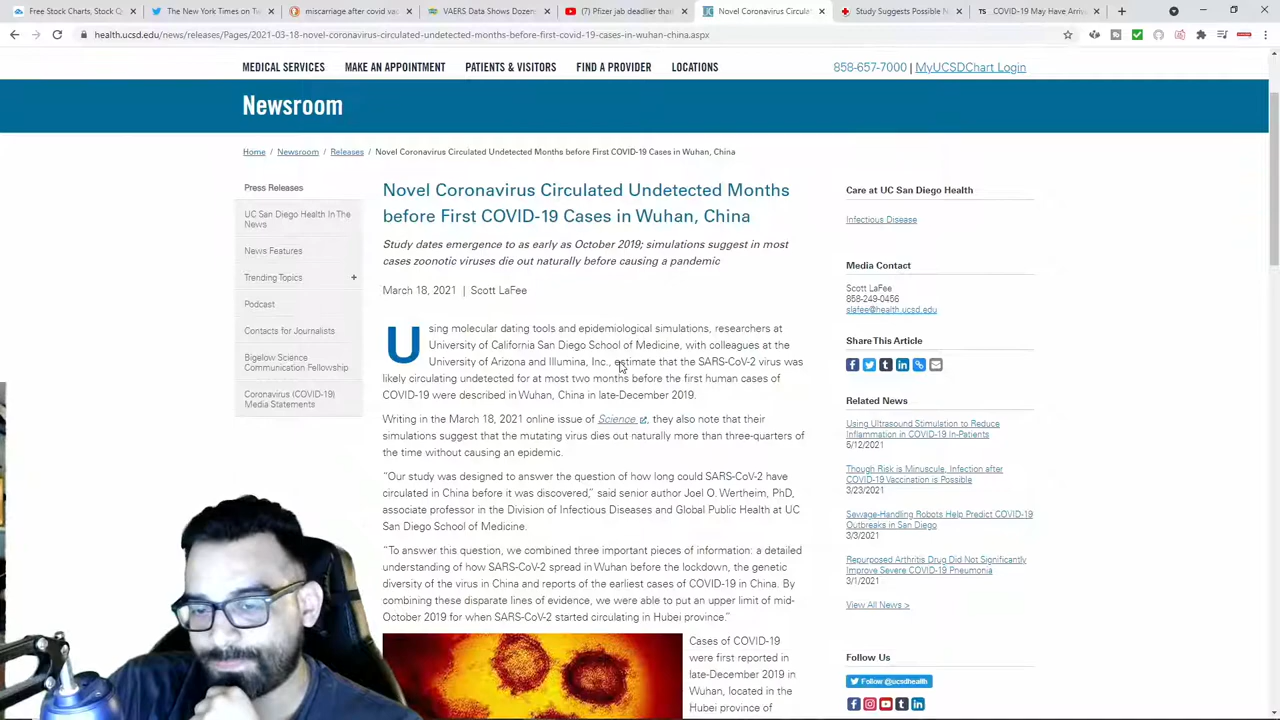 Free Stock Charts, Stock Qu
The New York Times on Tw
miscarriage after covid vac
VAERS Data Shows Dozens
(7) Pfizer jab deadlier than
Novel Coronavirus Circulat
Study Suggests Possible N
COVID-19 May Have Arriv
health.ucsd.edu/news/releases/Pages/2021-03-18-novel-coronavirus-circulated-undetected-months-before-first-covid-19-cases-in-wuhan-china.aspx
MEDICAL SERVICES MAKE AN APPOINTMENT PATIENTS & VISITORS FIND A PROVIDER LOCATIONS
858-657-7000 | MyUCSDChart Login
Newsroom
Home / Newsroom / Releases / Novel Coronavirus Circulated Undetected Months before First COVID-19 Cases in Wuhan, China
Press Releases
UC San Diego Health In The
News
News Features
Trending Topics +
Podcast
Contacts for Journalists
Bigelow Science
Communication Fellowship
Coronavirus (COVID-19)
Media Statements
Novel Coronavirus Circulated Undetected Months
before First COVID-19 Cases in Wuhan, China
Study dates emergence to as early as October 2019; simulations suggest in most
cases zoonotic viruses die out naturally before causing a pandemic
March 18, 2021 | Scott LaFee
Using molecular dating tools and epidemiological simulations, researchers at
University of California San Diego School of Medicine, with colleagues at the
University of Arizona and Illumina, Inc., estimate that the SARS-CoV-2 virus was
likely circulating undetected for at most two months before the first human cases of
COVID-19 were described in Wuhan, China in late-December 2019.
Writing in the March 18, 2021 online issue of Science, they also note that their
simulations suggest that the mutating virus dies out naturally more than three-quarters of
the time without causing an epidemic.
“Our study was designed to answer the question of how long could SARS-CoV-2 have
circulated in China before it was discovered,” said senior author Joel O. Wertheim, PhD,
associate professor in the Division of Infectious Diseases and Global Public Health at UC
San Diego School of Medicine.
“To answer this question, we combined three important pieces of information: a detailed
understanding of how SARS-CoV-2 spread in Wuhan before the lockdown, the genetic
diversity of the virus in China and reports of the earliest cases of COVID-19 in China. By
combining these disparate lines of evidence, we were able to put an upper limit of mid-
October 2019 for when SARS-CoV-2 started circulating in Hubei province.”
Cases of COVID-19
were first reported in
late-December 2019 in
Wuhan, located in the
Hubei province of
Care at UC San Diego Health
Infectious Disease
Media Contact
Scott LaFee
858-249-0456
slafee@health.ucsd.edu
Share This Article
Related News
Using Ultrasound Stimulation to Reduce
Inflammation in COVID-19 In-Patients
5/12/2021
Though Risk is Minuscule, Infection after
COVID-19 Vaccination is Possible
3/23/2021
Sewage-Handling Robots Help Predict COVID-19
Outbreaks in San Diego
3/3/2021
Repurposed Arthritis Drug Did Not Significantly
Improve Severe COVID-19 Pneumonia
3/1/2021
View All News >
Follow Us
Follow @ucsdhealth